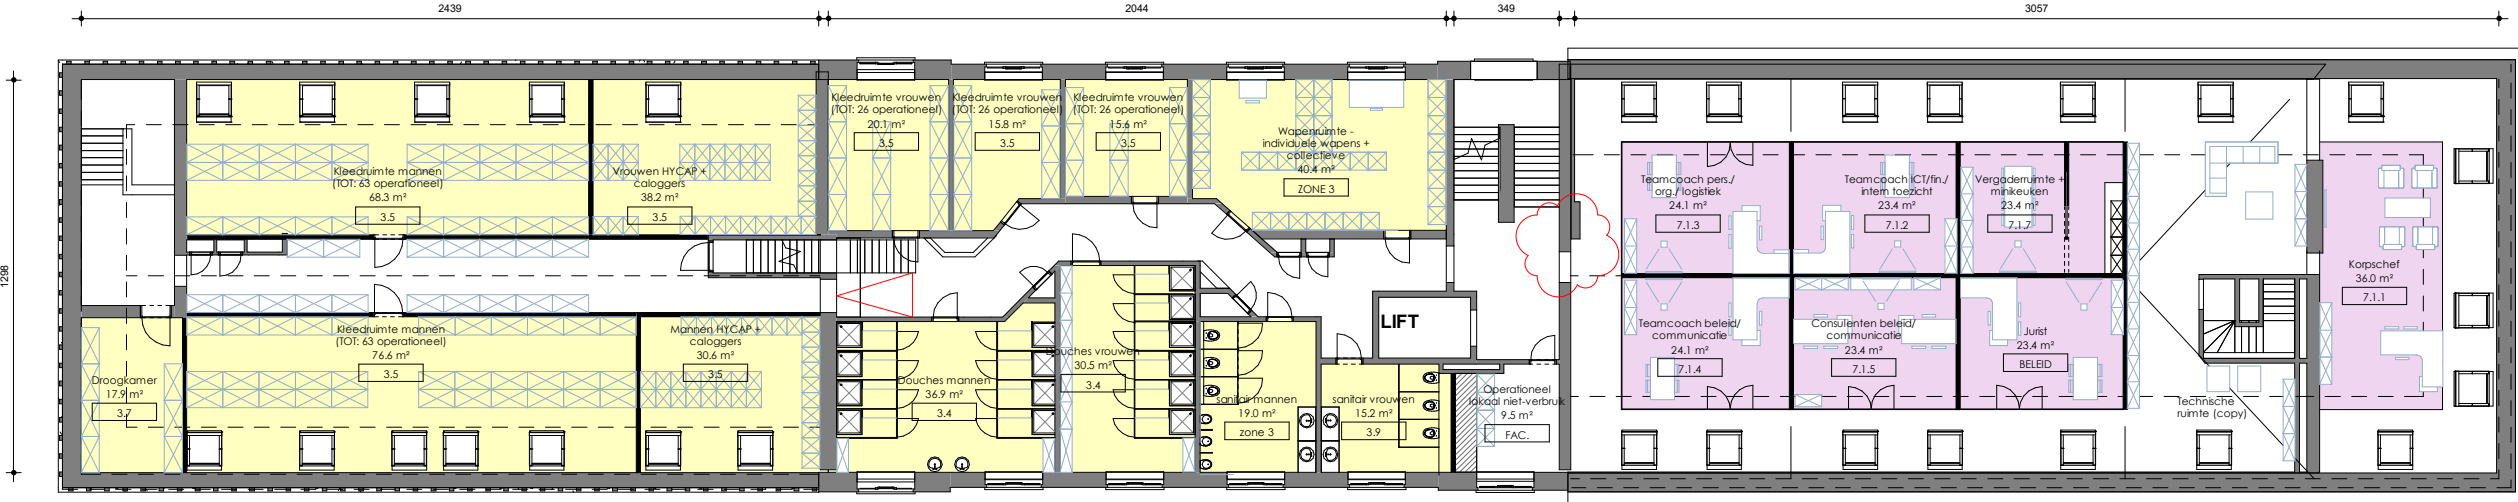 2439
2044
349
3057
1298
Kleedruimte mannen
(TOT: 63 operationeel)
68.3 m²
3.5
Vrouwen HYCAP +
caloggers
38.2 m²
3.5
Kleedruimte vrouwen
(TOT: 26 operationeel)
20.1 m²
3.5
Kleedruimte vrouwen
(TOT: 26 operationeel)
15.8 m²
3.5
Kleedruimte vrouwen
(TOT: 26 operationeel)
15.6 m²
3.5
Wapenruimte -
individuele wapens +
collectieve
40.4 m²
ZONE 3
Teamcoach pers./
org./ logistiek
24.1 m²
7.1.3
Teamcoach ICT/fin./
intern toezicht
23.4 m²
7.1.2
Vergaderruimte +
minikeuken
23.4 m²
7.1.7
Korpschef
36.0 m²
7.1.1
Droogkamer
17.9 m²
3.7
Kleedruimte mannen
(TOT: 63 operationeel)
76.6 m²
3.5
Mannen HYCAP +
caloggers
30.6 m²
3.5
Douches mannen
36.9 m²
3.4
Douches vrouwen
30.5 m²
3.4
sanitair mannen
19.0 m²
zone 3
sanitair vrouwen
15.2 m²
3.9
LIFT
Operationeel
lokaal niet-verbruik
9.5 m²
FAC.
Teamcoach beleid/
communicatie
24.1 m²
7.1.4
Consulenten beleid/
communicatie
23.4 m²
7.1.5
Jurist
23.4 m²
BELEID
Technische
ruimte (copy)